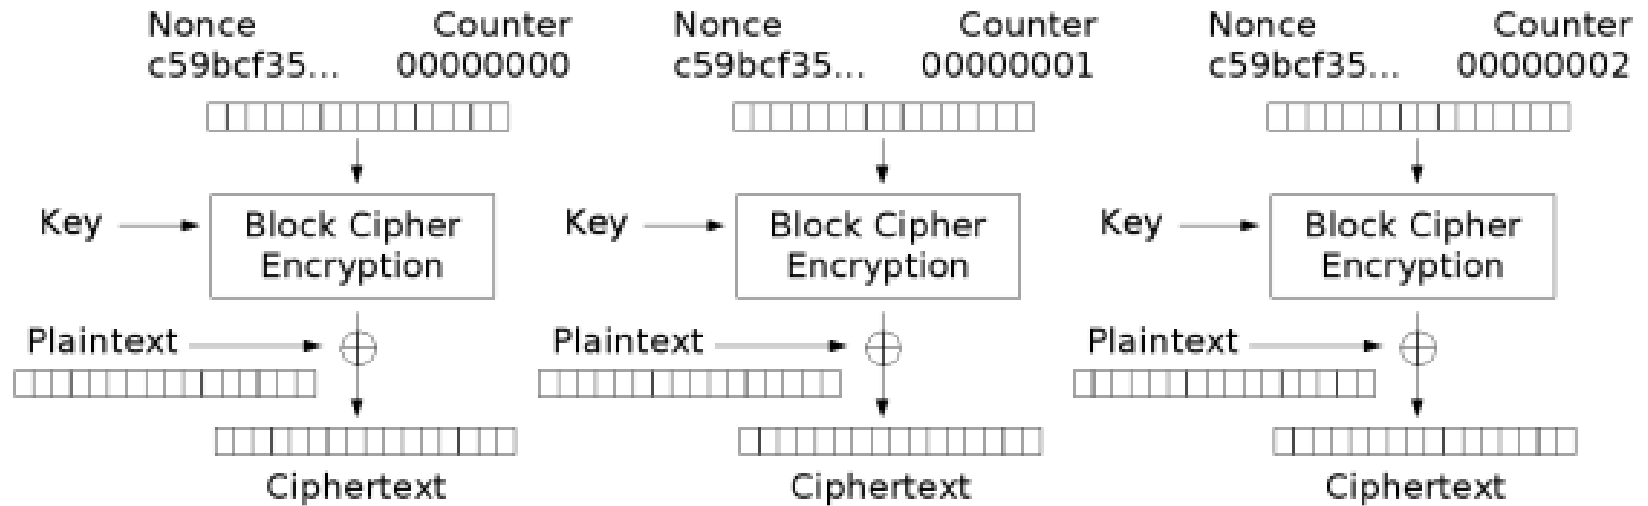 Nonce Counter Nonce Counter Nonce Counter
c59bcf35... 00000000 c59bcf35... 00000001 c59bcf35... 00000002
Key Block Cipher Encryption Key Block Cipher Encryption Key Block Cipher Encryption
Plaintext Plaintext Plaintext
Ciphertext Ciphertext Ciphertext